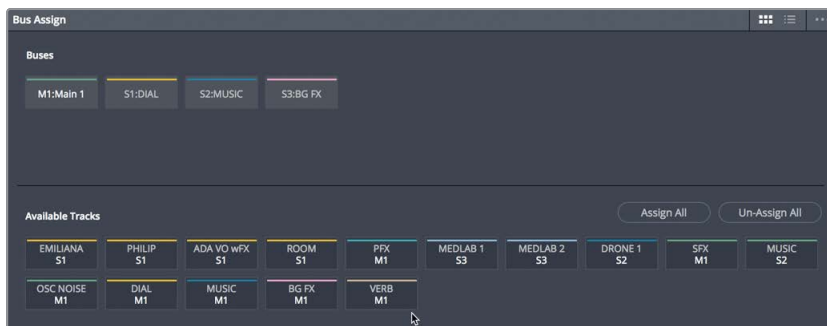 Bus Assign
Buses
M1:Main 1 S1:DIAL S2:MUSIC S3:BG FX
Available Tracks Assign All Un-Assign All
EMILIANA PHILIP ADA VO wFX ROOM PFX MEDLAB 1 MEDLAB 2 DRONE 1 SFX MUSIC
S1 S1 S1 S1 M1 S3 S3 S2 M1 S2
OSC NOISE DIAL MUSIC BG FX VERB
M1 M1 M1 M1 M1